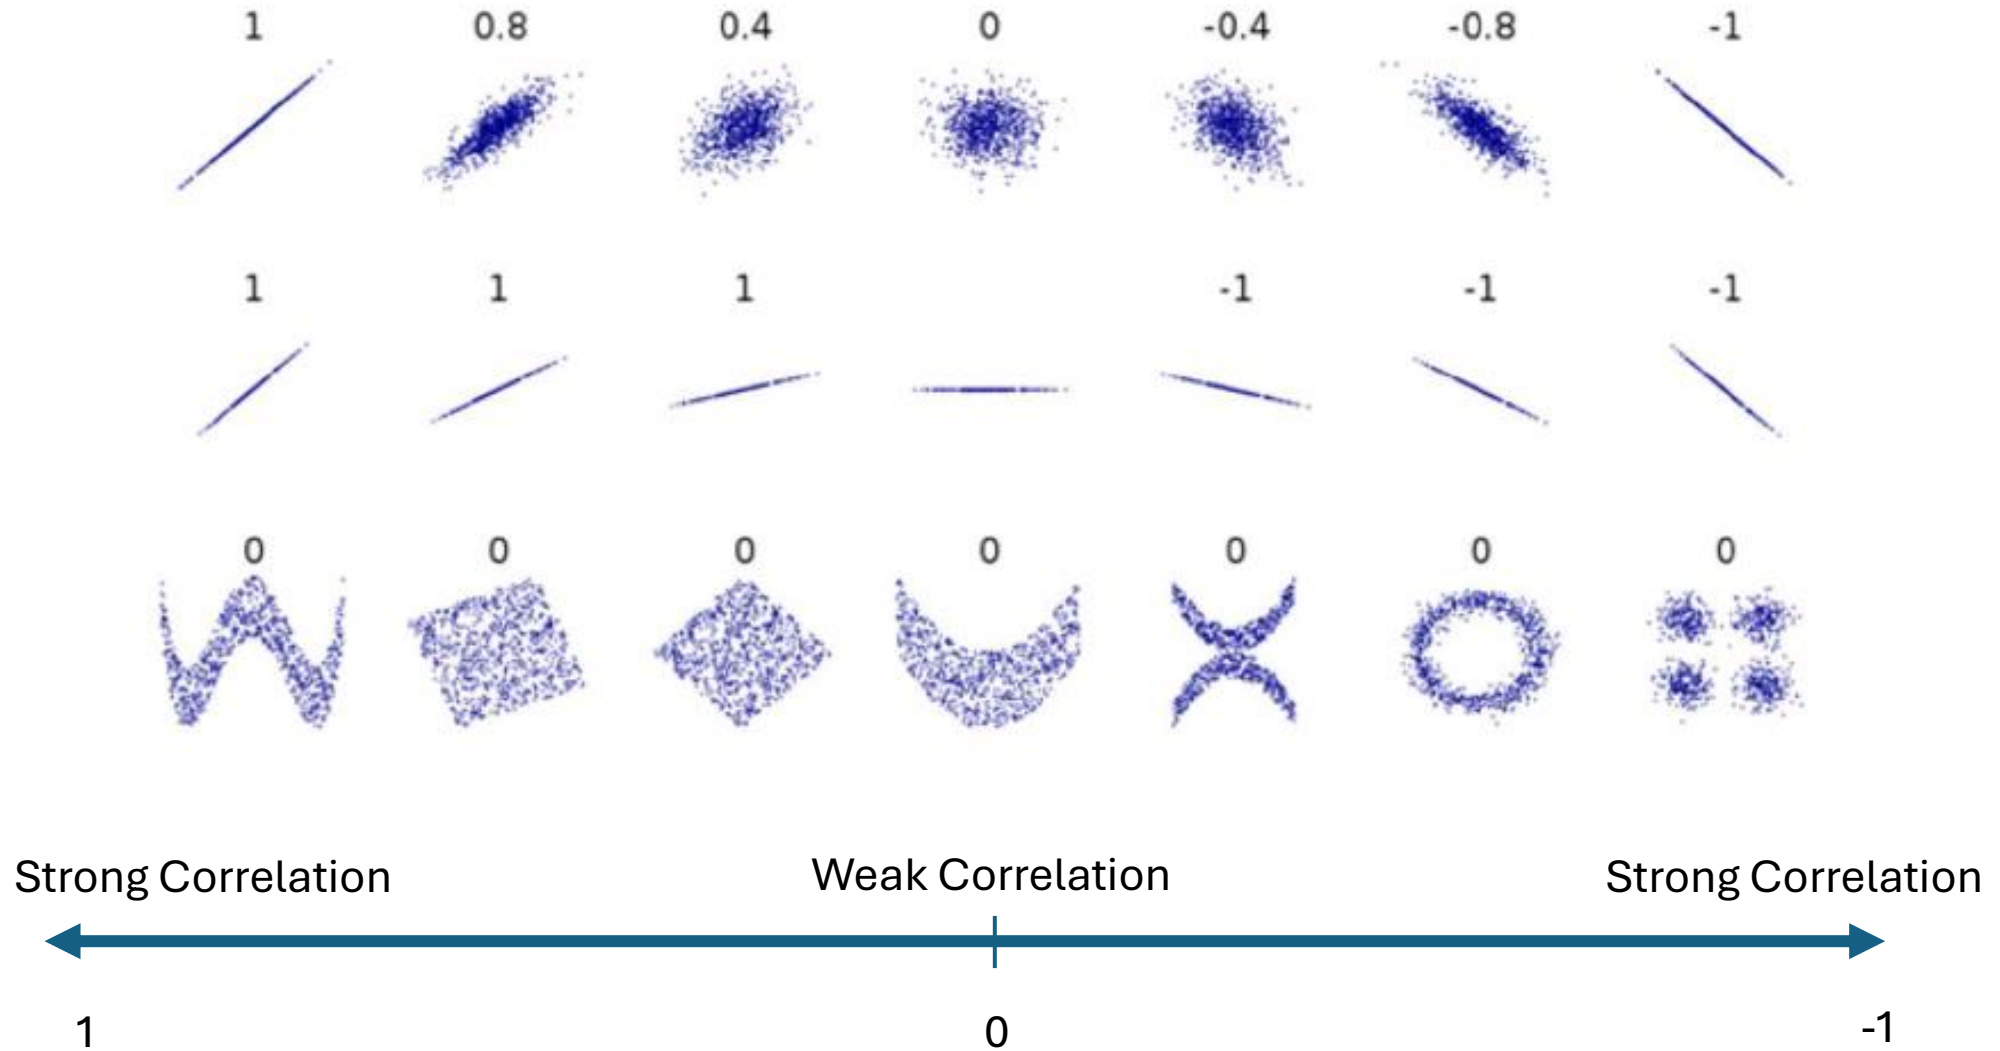 1 0.8 0.4 0 -0.4 -0.8 -1
1 1 1 -1 -1 -1
0 0 0 0 0 0 0
Strong Correlation Weak Correlation Strong Correlation
1 0 -1